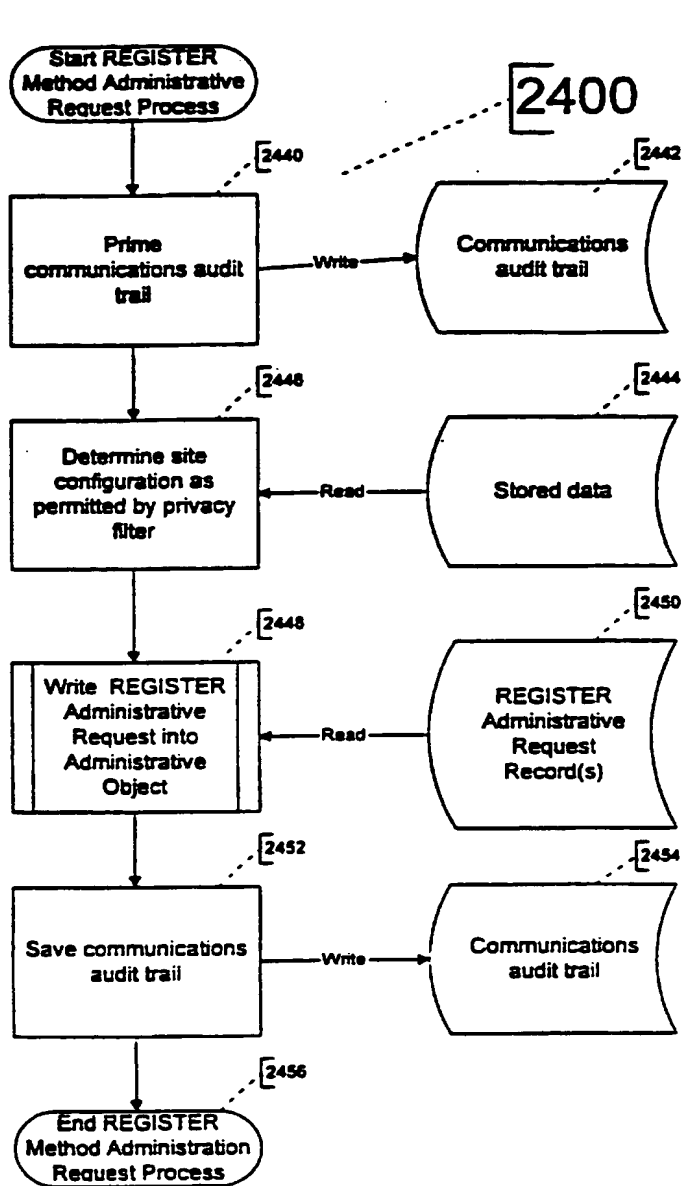 Start REGISTER
Method Administrative
Request Process
2400
2440
2442
Prime
communications audit
trail
Write
Communications
audit trail
2446
2444
Determine site
configuration as
permitted by privacy
filter
Read
Stored data
2448
2450
Write REGISTER
Administrative
Request into
Administrative
Object
Read
REGISTER
Administrative
Request
Record(s)
2452
2454
Save communications
audit trail
Write
Communications
audit trail
2456
End REGISTER
Method Administration
Request Process